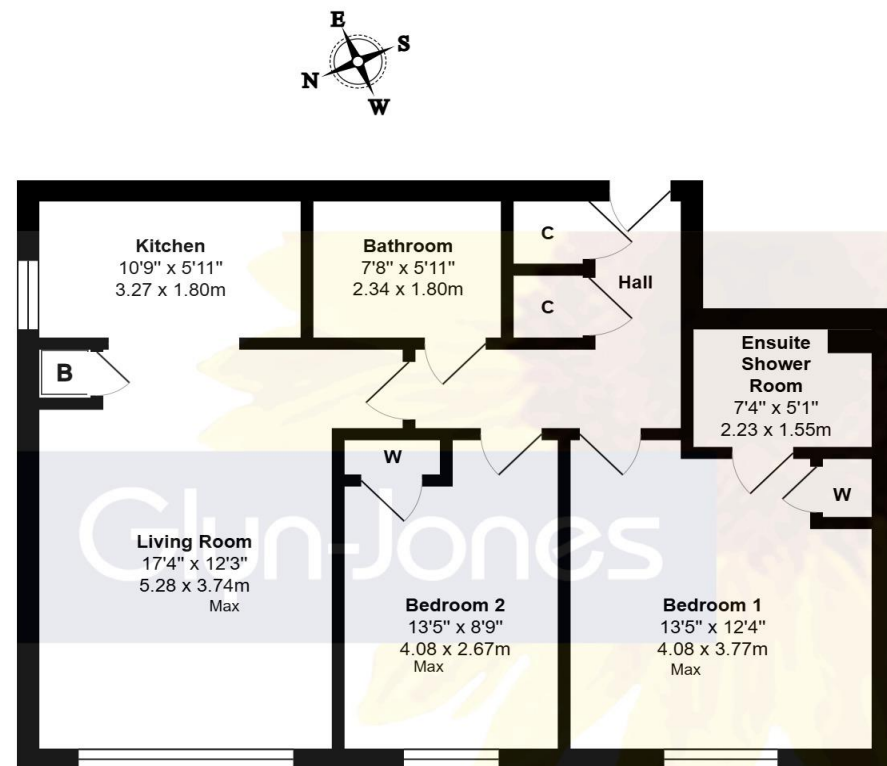 E
S
N
W
Kitchen
10'9" x 5'11"
3.27 x 1.80m
Bathroom
7'8" x 5'11"
2.34 x 1.80m
C
Hall
C
Ensuite
Shower
Room
7'4" x 5'1"
2.23 x 1.55m
B
W
W
Glyn-Jones
Living Room
17'4" x 12'3"
5.28 x 3.74m
Max
Bedroom 2
13'5" x 8'9"
4.08 x 2.67m
Max
Bedroom 1
13'5" x 12'4"
4.08 x 3.77m
Max